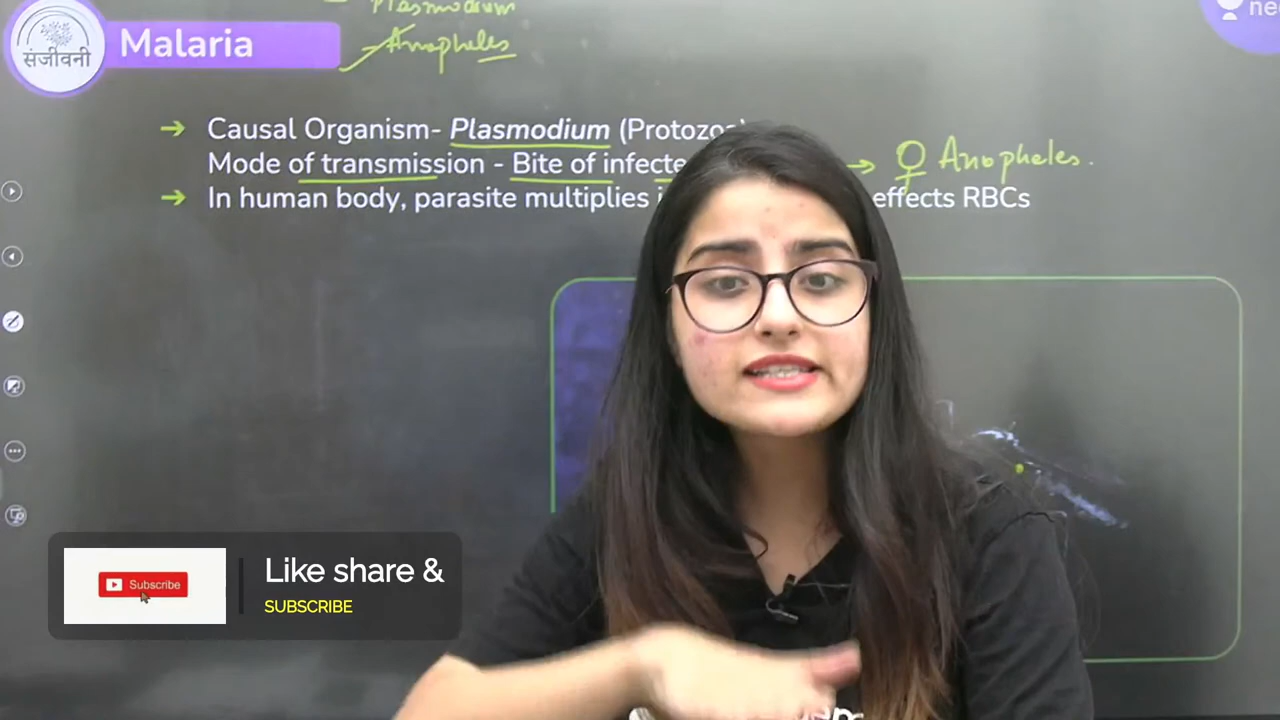 Plasmodium
Anopheles
संजीवनी
Malaria
nee
➔ Causal Organism- Plasmodium (Protozoa)
Mode of transmission - Bite of infecte → ♀ Anopheles.
➔ In human body, parasite multiplies i effects RBCs
Subscribe
Like share &
SUBSCRIBE